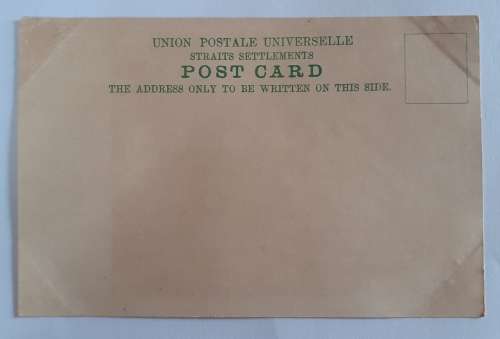 UNION POSTALE UNIVERSELLE
STRAITS SETTLEMENTS
POST CARD
THE ADDRESS ONLY TO BE WRITTEN ON THIS SIDE.